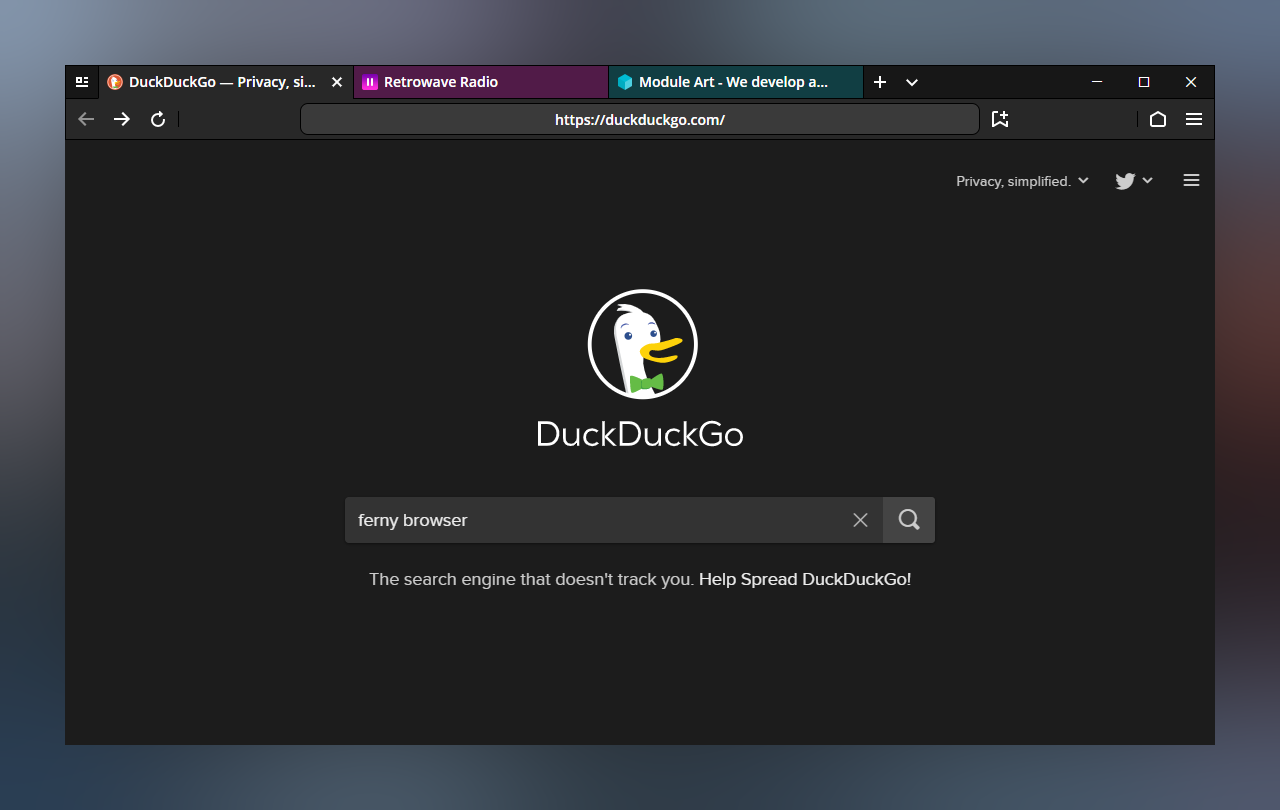 DuckDuckGo — Privacy, si...
Retrowave Radio
Module Art - We develop a...
https://duckduckgo.com/
Privacy, simplified.
DuckDuckGo
ferny browser
The search engine that doesn't track you. Help Spread DuckDuckGo!